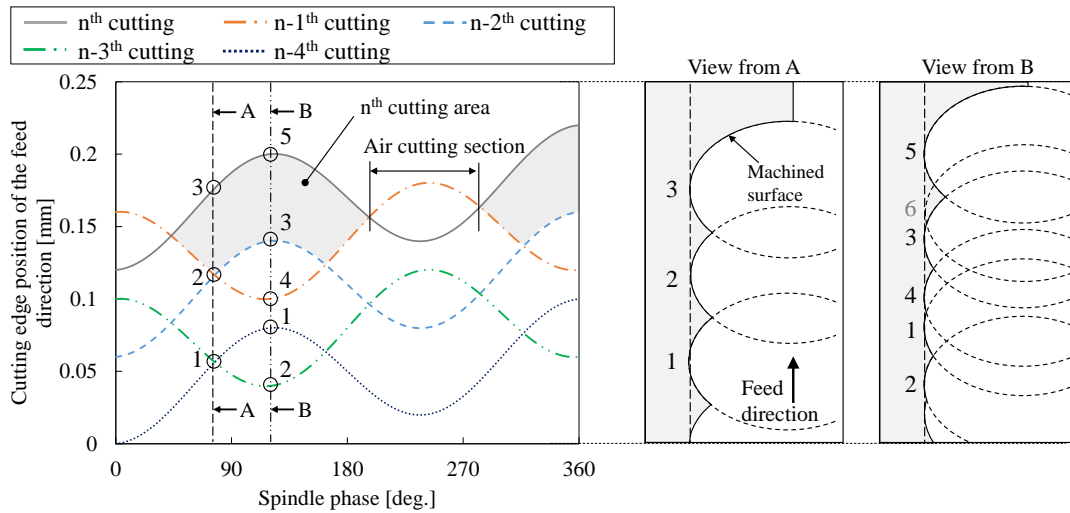 nth cutting
n-1th cutting
n-2th cutting
n-3th cutting
n-4th cutting
Cutting edge position of the feed
direction [mm]
0.25
0.2
0.15
0.1
0.05
0
0
90
180
270
360
Spindle phase [deg.]
A
B
nth cutting area
Air cutting section
5
3
3
2
4
1
1
2
A
B
View from A
3
2
1
Machined
surface
Feed
direction
View from B
5
6
3
4
1
2